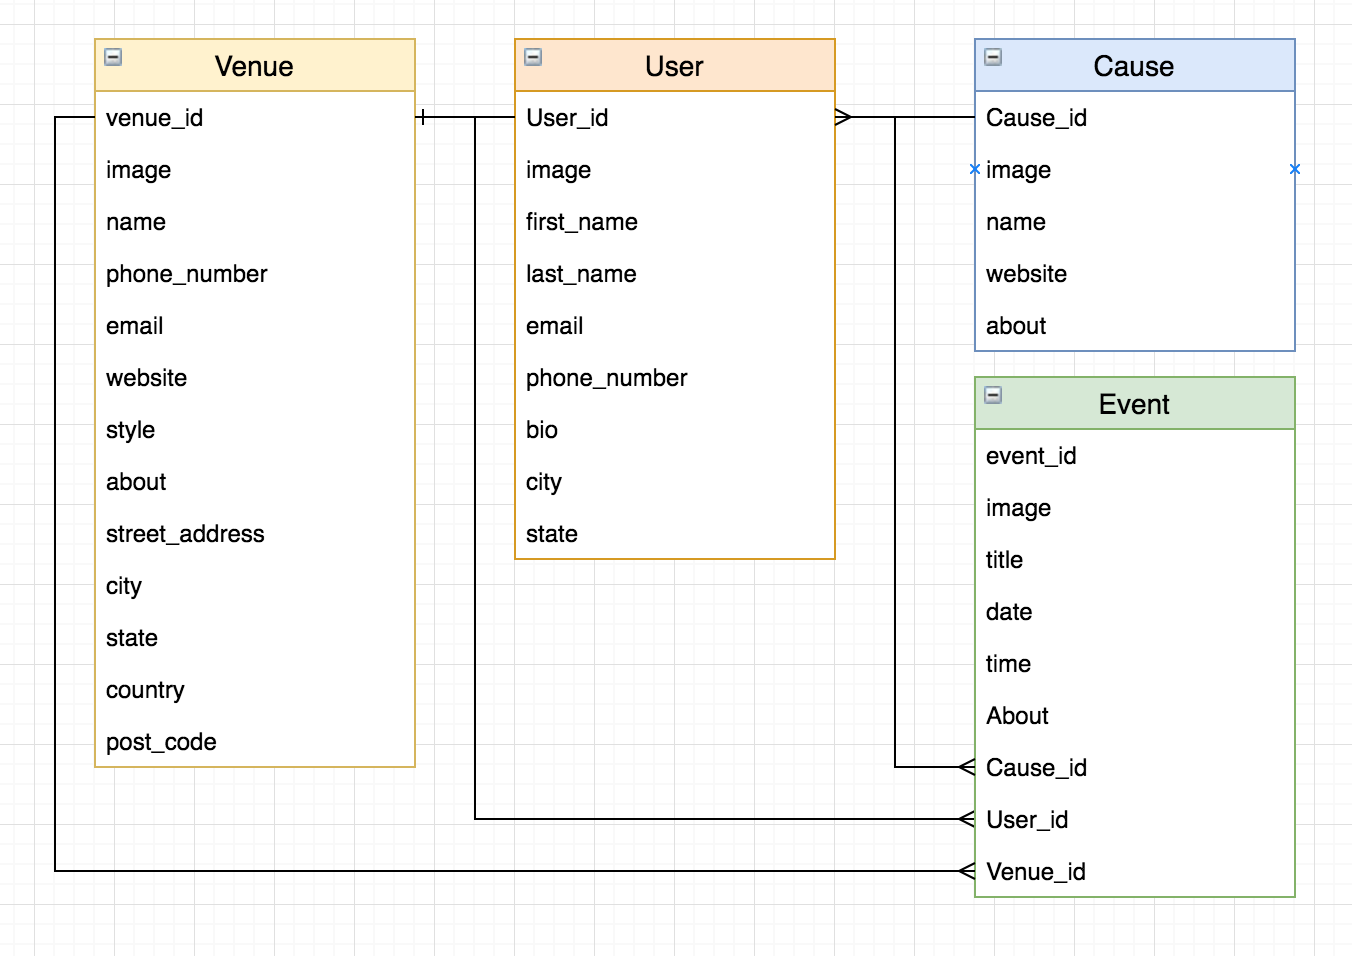 Venue
venue_id
image
name
phone_number
email
website
style
about
street_address
city
state
country
post_code
User
User_id
image
first_name
last_name
email
phone_number
bio
city
state
Cause
Cause_id
image
name
website
about
Event
event_id
image
title
date
time
About
Cause_id
User_id
Venue_id